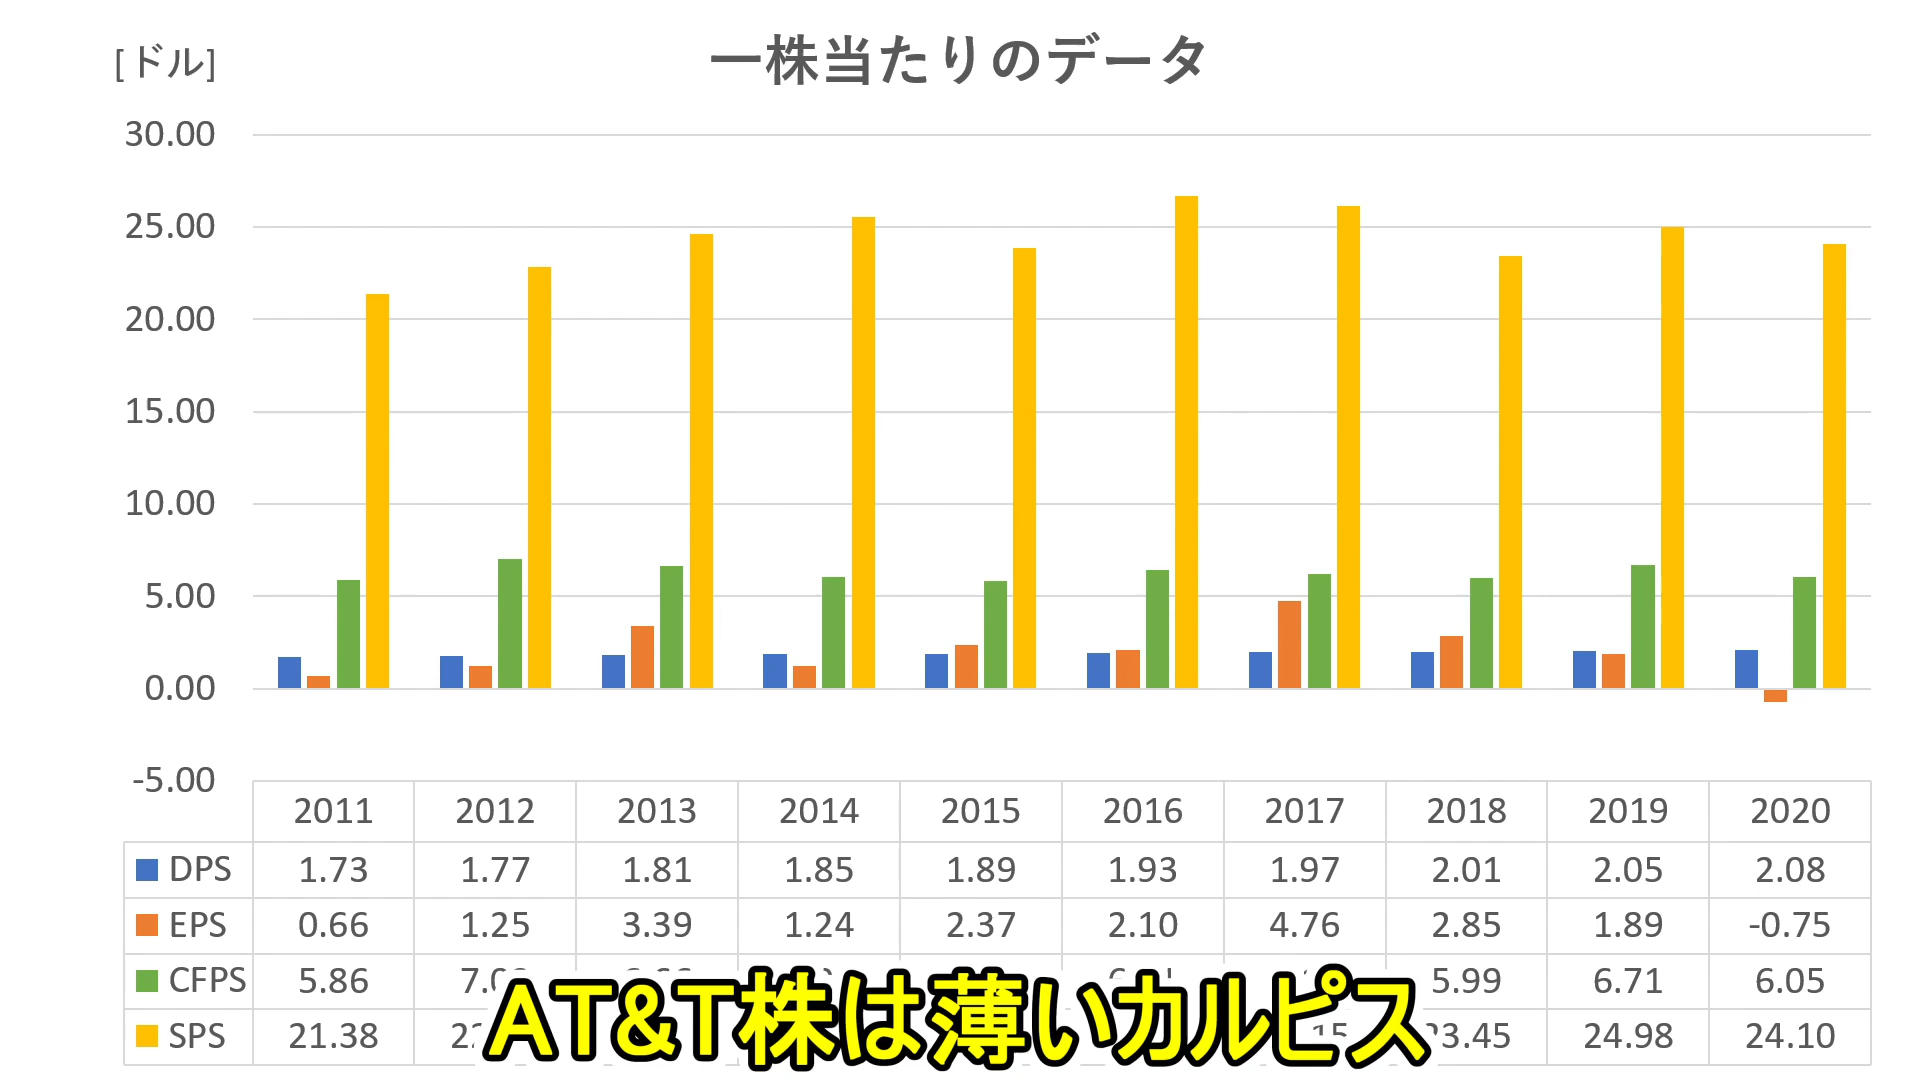 一株当たりのデータ
[ドル]
30.00
25.00
20.00
15.00
10.00
5.00
0.00
-5.00
2011 2012 2013 2014 2015 2016 2017 2018 2019 2020
DPS 1.73 1.77 1.81 1.85 1.89 1.93 1.97 2.01 2.05 2.08
EPS 0.66 1.25 3.39 1.24 2.37 2.10 4.76 2.85 1.89 -0.75
CFPS 5.86 5.99 6.71 6.05
SPS 21.38 24.98 24.10
AT&T株は薄いカルピス